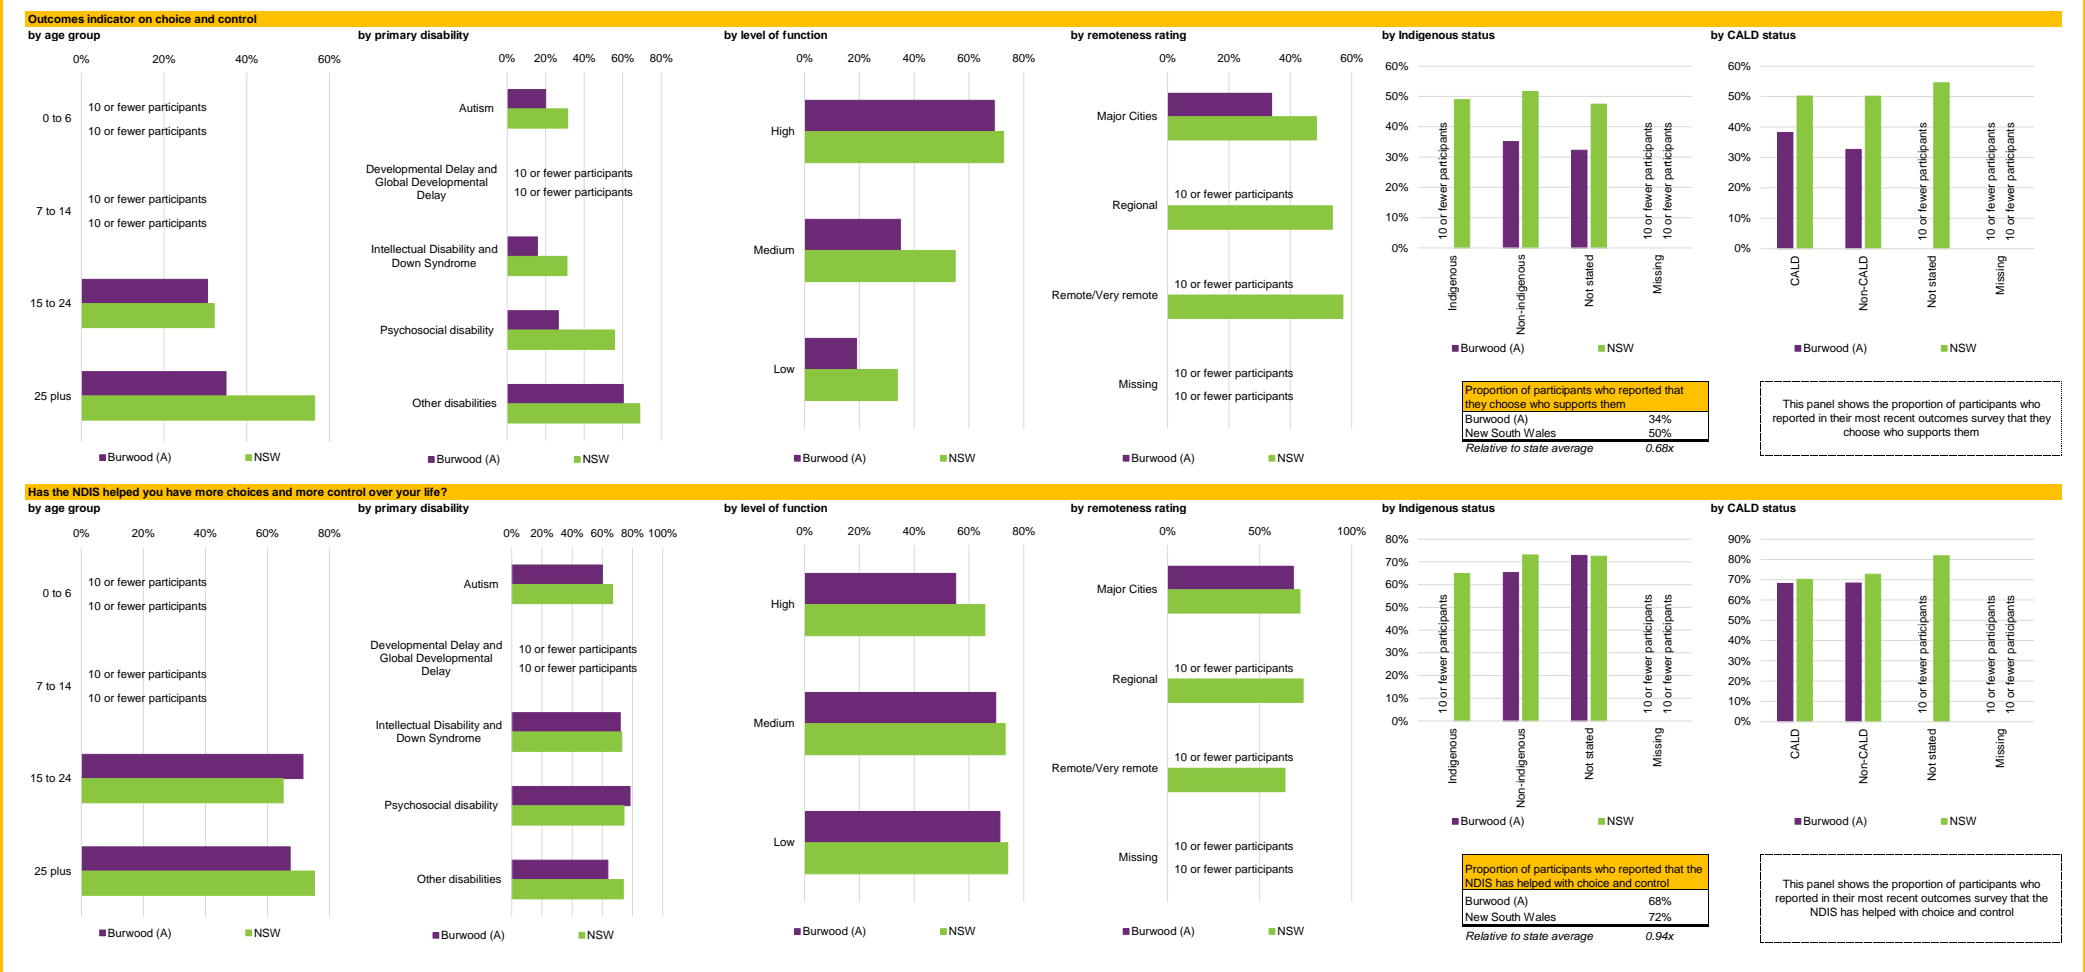 Outcomes indicator on choice and control
by age group
0% 20% 40% 60%
0 to 6
10 or fewer participants
10 or fewer participants
7 to 14
10 or fewer participants
10 or fewer participants
15 to 24
25 plus
Burwood (A) NSW
by primary disability
0% 20% 40% 60% 80%
Autism
Developmental Delay and
Global Developmental
Delay
10 or fewer participants
10 or fewer participants
Intellectual Disability and
Down Syndrome
Psychosocial disability
Other disabilities
Burwood (A) NSW
by level of function
0% 20% 40% 60% 80%
High
Medium
Low
Burwood (A) NSW
by remoteness rating
0% 20% 40% 60%
Major Cities
Regional
10 or fewer participants
Remote/Very remote
10 or fewer participants
Missing
10 or fewer participants
10 or fewer participants
Burwood (A) NSW
by Indigenous status
60%
50%
40%
30%
20%
10%
0%
10 or fewer participants
10 or fewer participants
10 or fewer participants
Indigenous
Non-indigenous
Not stated
Missing
Burwood (A) NSW
Proportion of participants who reported that
they choose who supports them
Burwood (A) 34%
New South Wales 50%
Relative to state average 0.68x
by CALD status
60%
50%
40%
30%
20%
10%
0%
10 or fewer participants
10 or fewer participants
10 or fewer participants
CALD
Non-CALD
Not stated
Missing
Burwood (A) NSW
This panel shows the proportion of participants who
reported in their most recent outcomes survey that they
choose who supports them
Has the NDIS helped you have more choices and more control over your life?
by age group
0% 20% 40% 60% 80%
0 to 6
10 or fewer participants
10 or fewer participants
7 to 14
10 or fewer participants
10 or fewer participants
15 to 24
25 plus
Burwood (A) NSW
by primary disability
0% 20% 40% 60% 80% 100%
Autism
Developmental Delay and
Global Developmental
Delay
10 or fewer participants
10 or fewer participants
Intellectual Disability and
Down Syndrome
Psychosocial disability
Other disabilities
Burwood (A) NSW
by level of function
0% 20% 40% 60% 80%
High
Medium
Low
Burwood (A) NSW
by remoteness rating
0% 50% 100%
Major Cities
Regional
10 or fewer participants
Remote/Very remote
10 or fewer participants
Missing
10 or fewer participants
10 or fewer participants
Burwood (A) NSW
by Indigenous status
80%
70%
60%
50%
40%
30%
20%
10%
0%
10 or fewer participants
10 or fewer participants
10 or fewer participants
Indigenous
Non-indigenous
Not stated
Missing
Burwood (A) NSW
Proportion of participants who reported that the
NDIS has helped with choice and control
Burwood (A) 68%
New South Wales 72%
Relative to state average 0.94x
by CALD status
90%
80%
70%
60%
50%
40%
30%
20%
10%
0%
10 or fewer participants
10 or fewer participants
10 or fewer participants
CALD
Non-CALD
Not stated
Missing
Burwood (A) NSW
This panel shows the proportion of participants who
reported in their most recent outcomes survey that the
NDIS has helped with choice and control